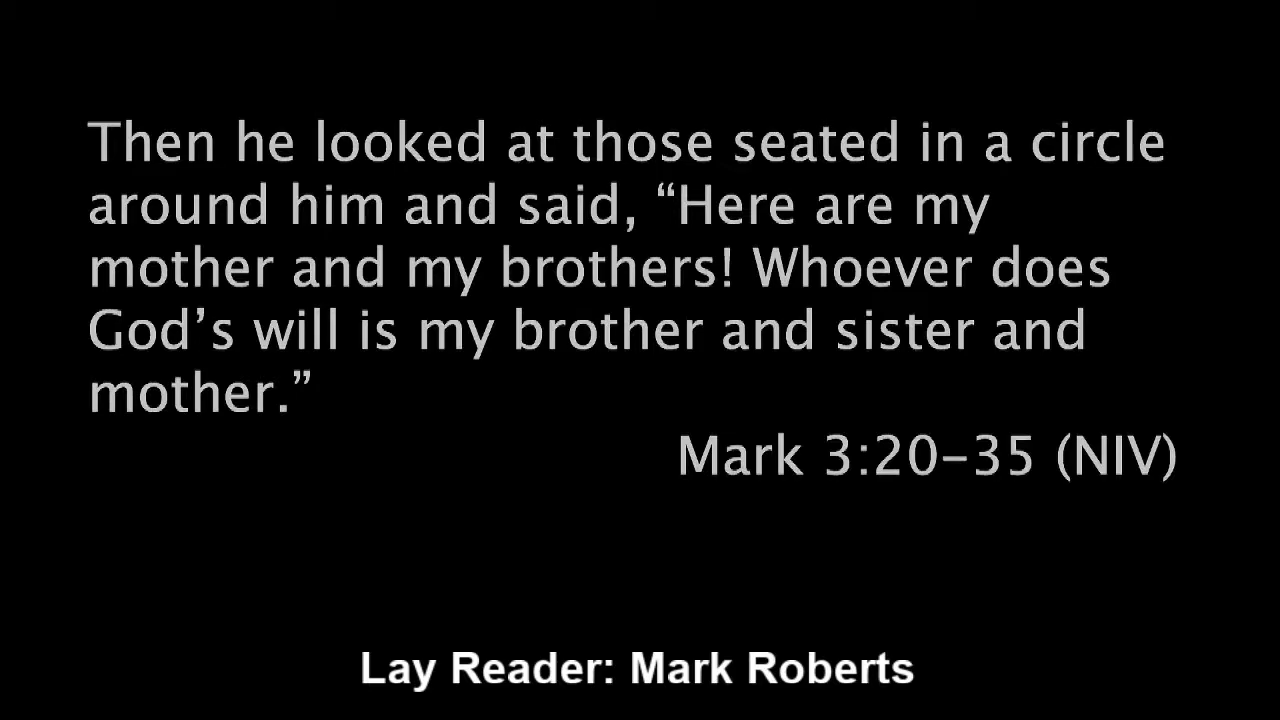 Then he looked at those seated in a circle
around him and said, “Here are my
mother and my brothers! Whoever does
God’s will is my brother and sister and
mother.”
Mark 3:20–35 (NIV)
Lay Reader: Mark Roberts